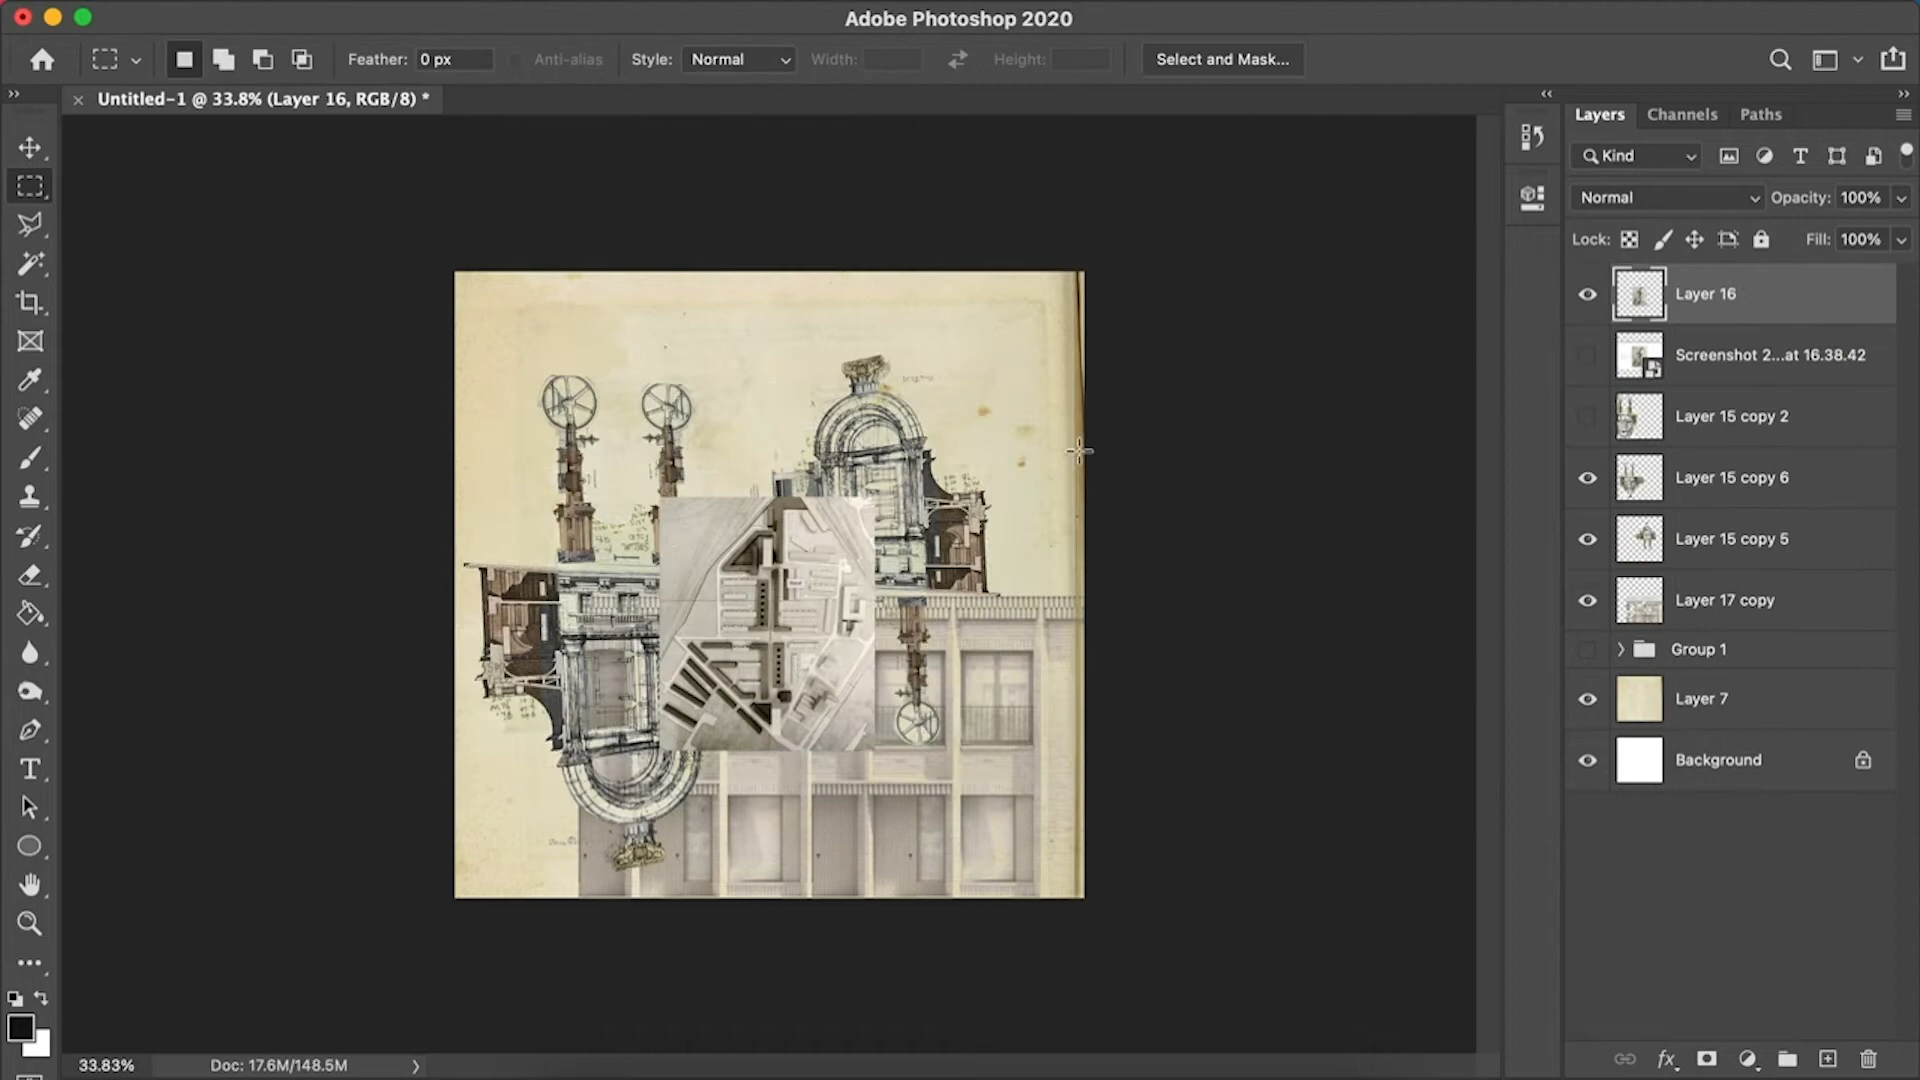 Adobe Photoshop 2020
Feather: 0 px Anti-alias Style: Normal Width: Height: Select and Mask...
Untitled-1 @ 33.8% (Layer 16, RGB/8) *
Layers Channels Paths
Kind
Normal Opacity: 100%
Lock: Fill: 100%
Layer 16
Screenshot 2...at 16.38.42
Layer 15 copy 2
Layer 15 copy 6
Layer 15 copy 5
Layer 17 copy
Group 1
Layer 7
Background
33.83% Doc: 17.6M/148.5M